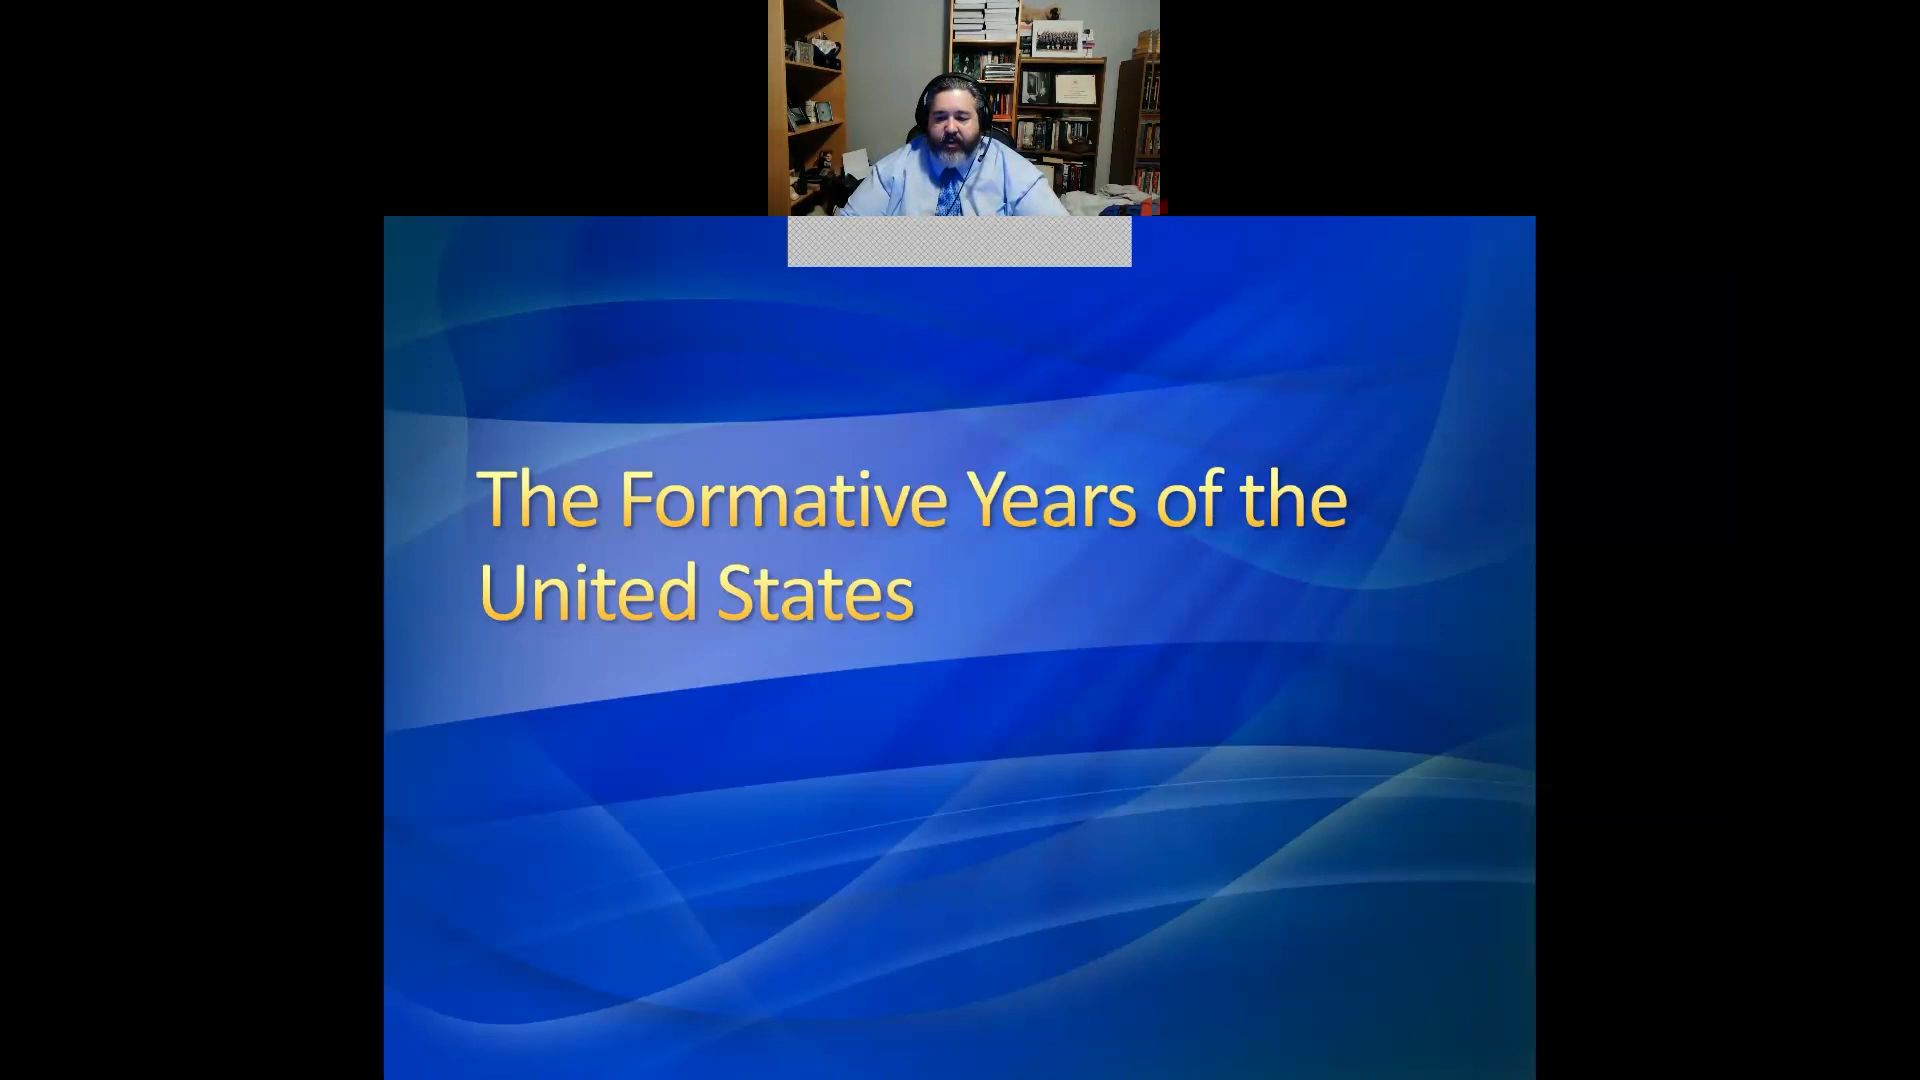 The Formative Years of the
United States